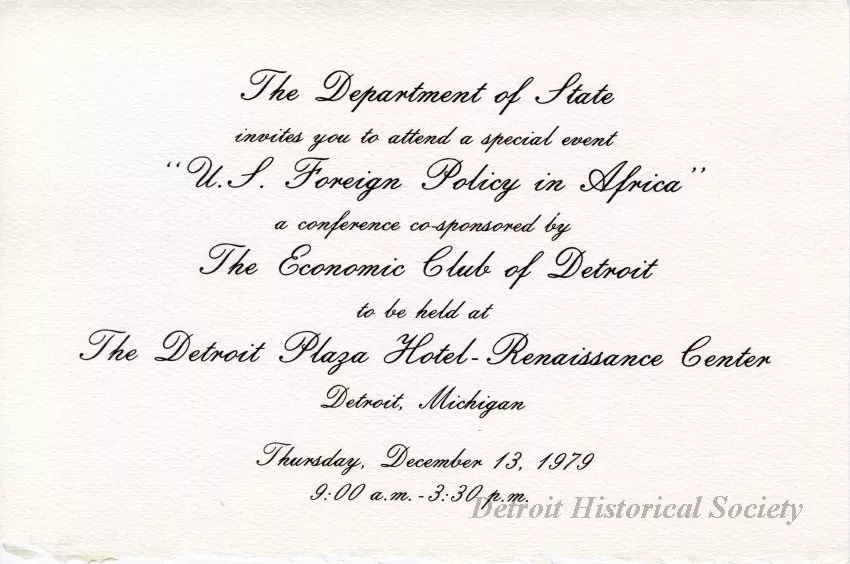 The Department of State
invites you to attend a special event
"U.S. Foreign Policy in Africa"
a conference co-sponsored by
The Economic Club of Detroit
to be held at
The Detroit Plaza Hotel-Renaissance Center
Detroit, Michigan
Thursday, December 13, 1979
9:00 a.m. - 3:30 p.m.
Detroit Historical Society